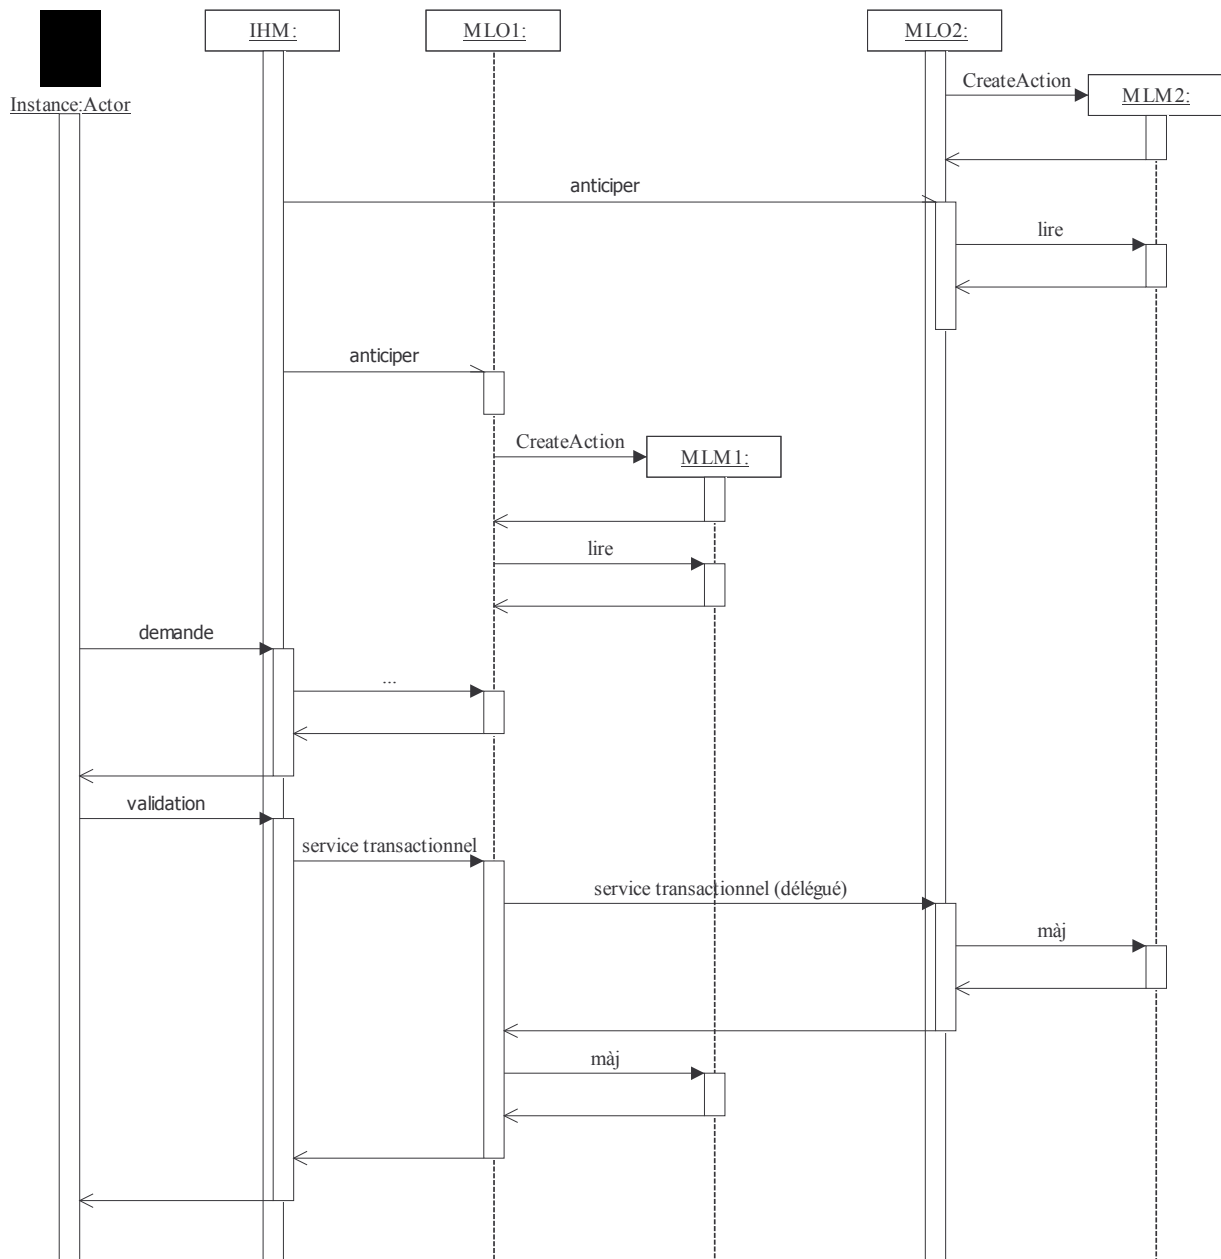 IHM:
MLO1:
MLO2:
CreateAction
MLM2:
Instance:Actor
anticiper
lire
anticiper
CreateAction
MLM1:
lire
demande
...
validation
service transactionnel
service transactionnel (délégué)
màj
màj